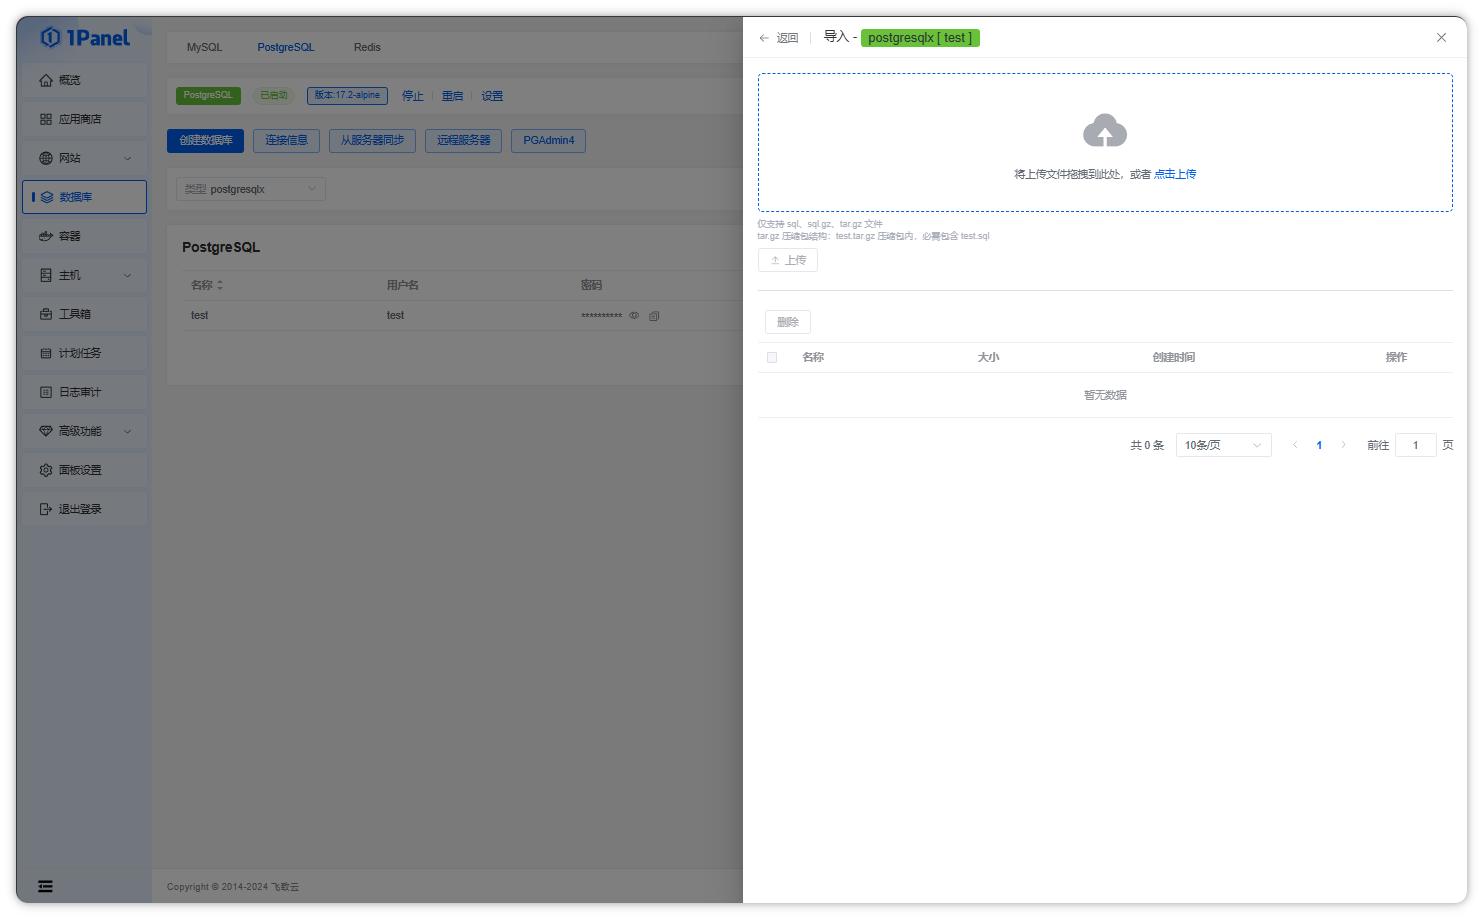 1Panel
概览
应用商店
网站
数据库
容器
主机
工具箱
计划任务
日志审计
高级功能
面板设置
退出登录
MySQL PostgreSQL Redis
PostgreSQL 已启动 版本:17.2-alpine 停止 重启 设置
创建数据库 连接信息 从服务器同步 远程服务器 PGAdmin4
类型 postgresqlx
PostgreSQL
名称 用户名 密码
test test **********
Copyright © 2014-2024 飞致云
返回 导入 - postgresqlx [ test ]
将上传文件拖拽到此处，或者 点击上传
仅支持 sql、sql.gz、tar.gz 文件
tar.gz 压缩包结构：test.tar.gz 压缩包内，必需包含 test.sql
上传
删除
名称 大小 创建时间 操作
暂无数据
共 0 条 10条/页 1 前往 1 页